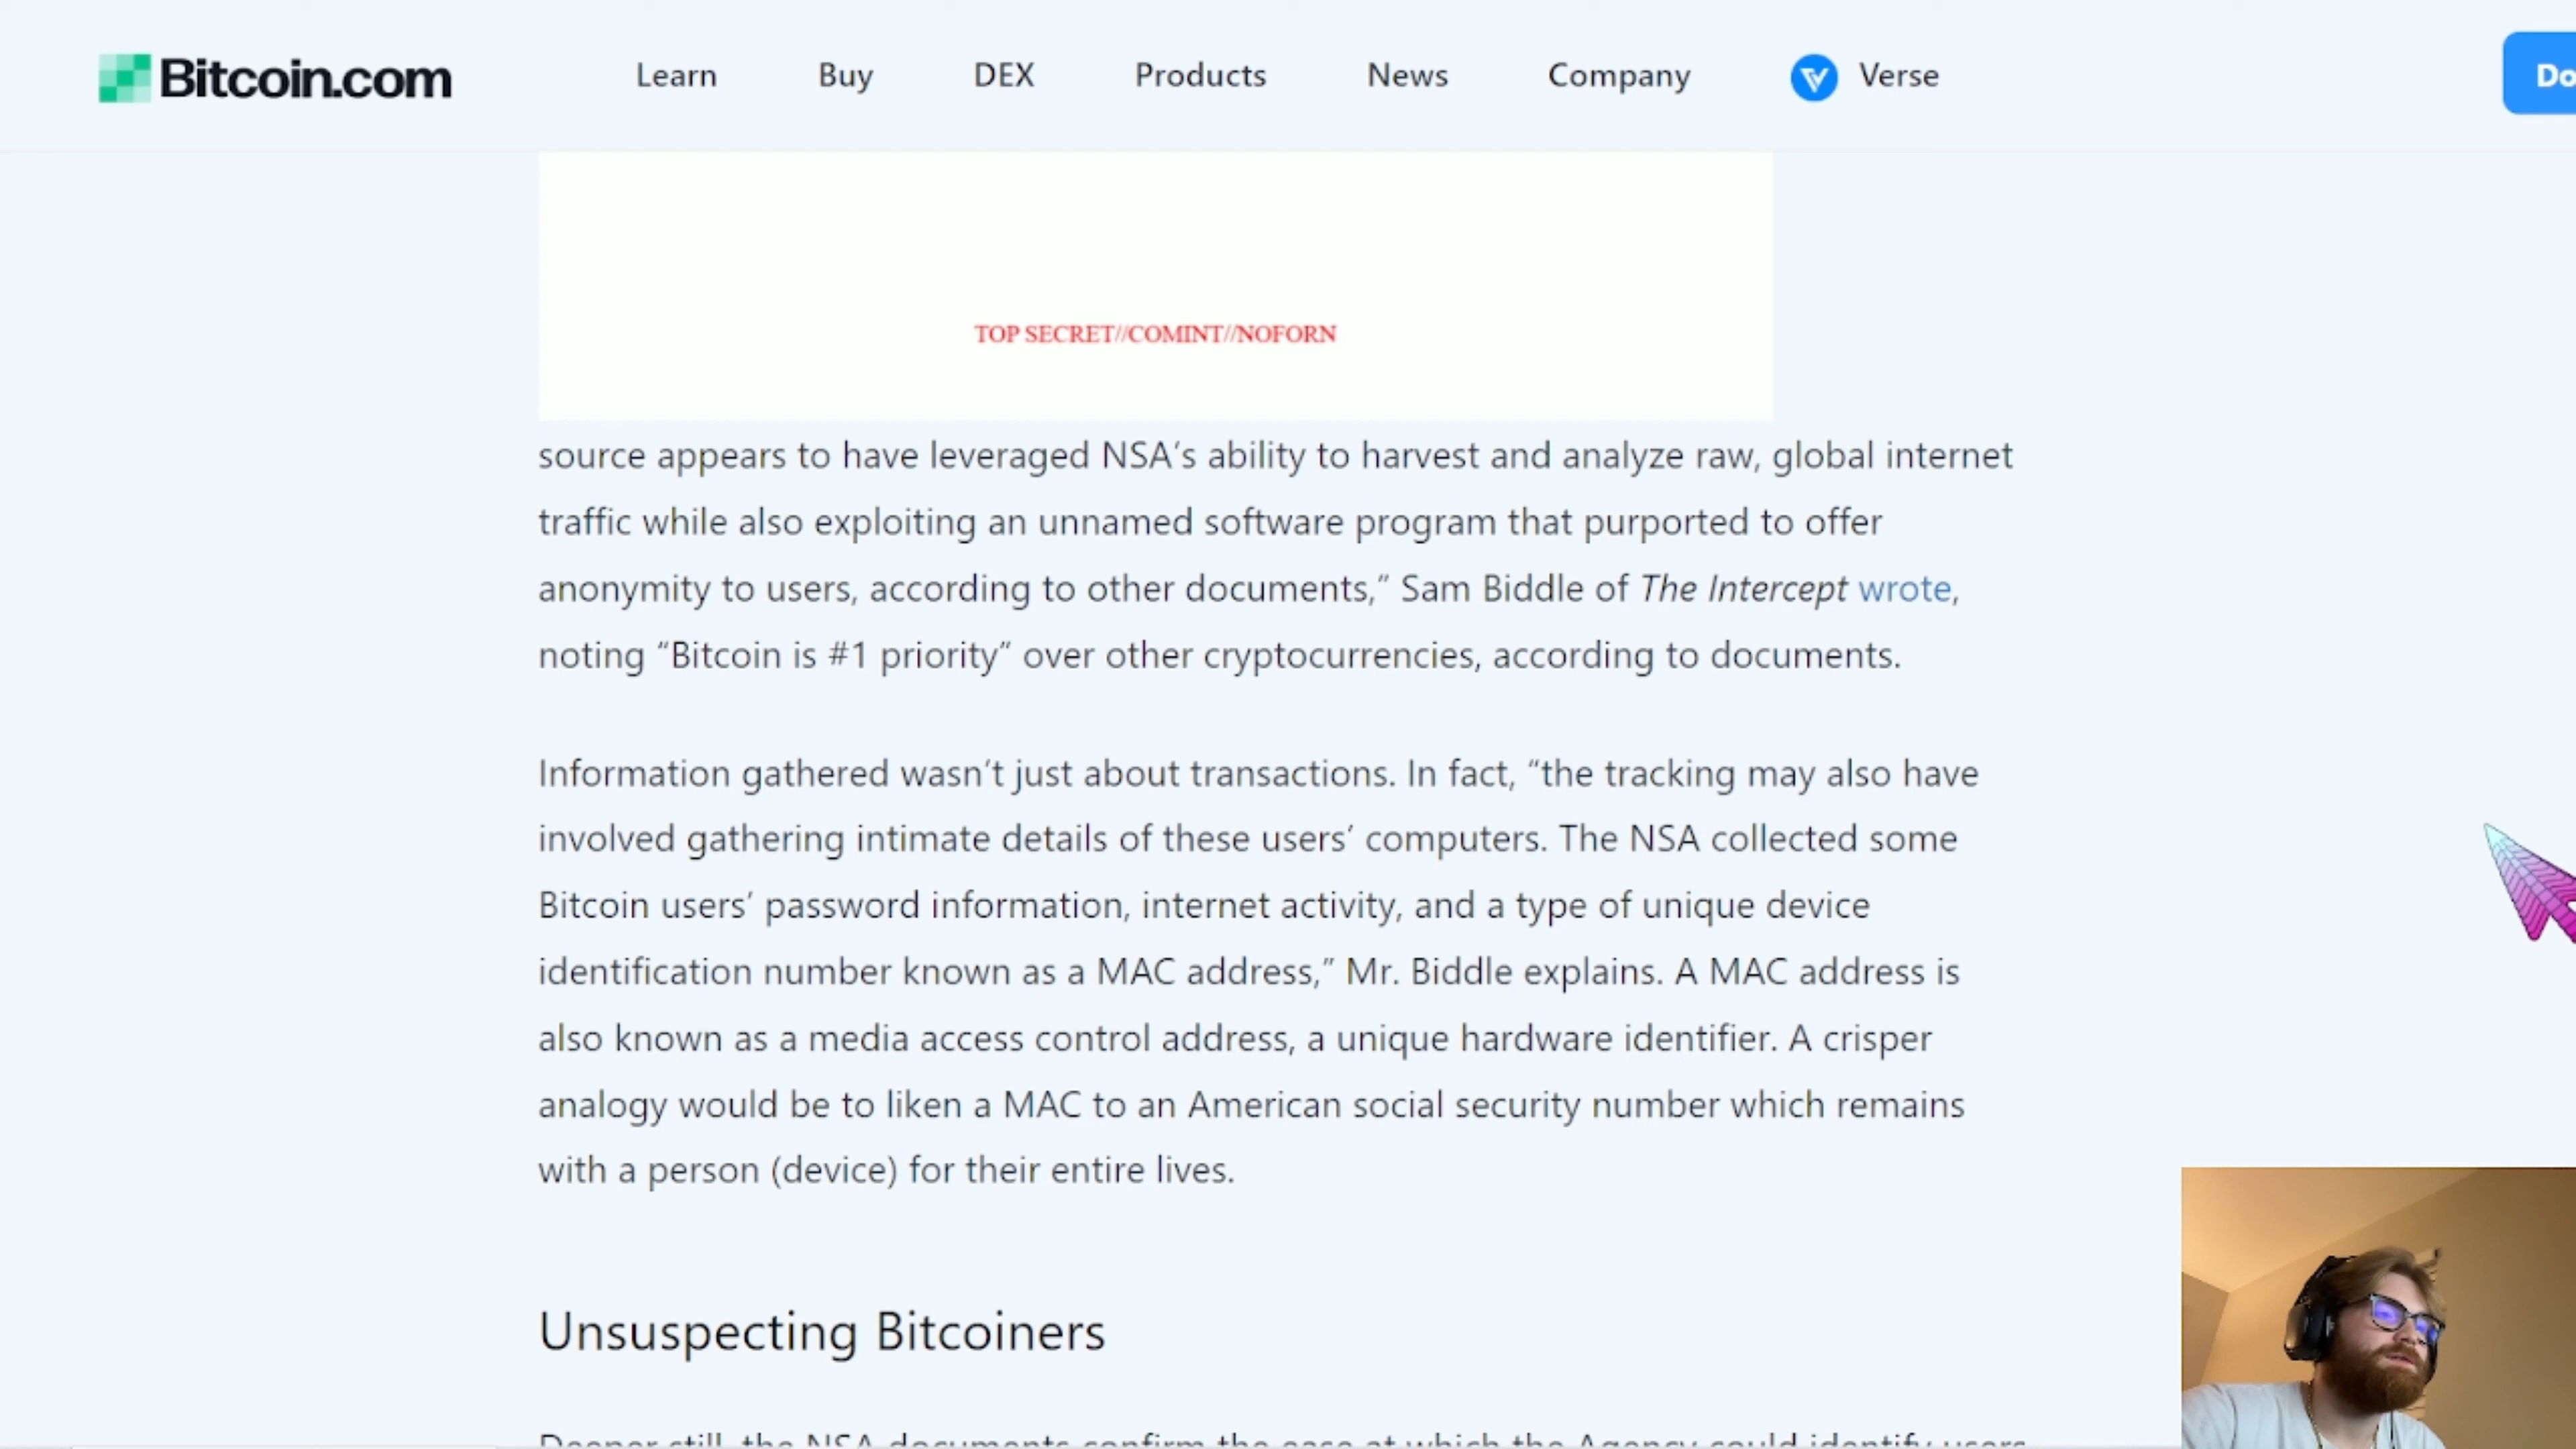 Bitcoin.com Learn Buy DEX Products News Company Verse Do
TOP SECRET//COMINT//NOFORN
source appears to have leveraged NSA’s ability to harvest and analyze raw, global internet
traffic while also exploiting an unnamed software program that purported to offer
anonymity to users, according to other documents,” Sam Biddle of The Intercept wrote,
noting “Bitcoin is #1 priority” over other cryptocurrencies, according to documents.
Information gathered wasn’t just about transactions. In fact, “the tracking may also have
involved gathering intimate details of these users’ computers. The NSA collected some
Bitcoin users’ password information, internet activity, and a type of unique device
identification number known as a MAC address,” Mr. Biddle explains. A MAC address is
also known as a media access control address, a unique hardware identifier. A crisper
analogy would be to liken a MAC to an American social security number which remains
with a person (device) for their entire lives.
Unsuspecting Bitcoiners
Deeper still, the NSA documents confirm the ease at which the Agency could identify users